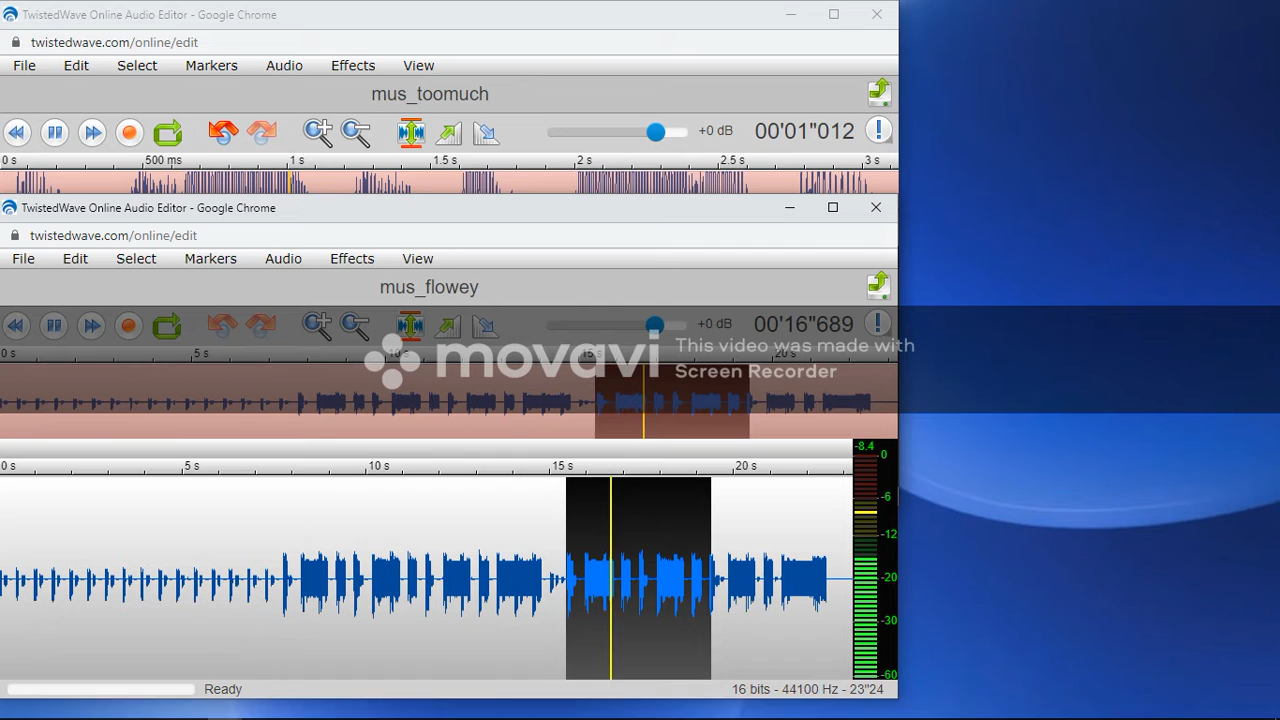 TwistedWave Online Audio Editor - Google Chrome
twistedwave.com/online/edit
File Edit Select Markers Audio Effects View
mus_toomuch
+0 dB 00'01"012
0 s 500 ms 1 s 1.5 s 2 s 2.5 s 3 s
TwistedWave Online Audio Editor - Google Chrome
twistedwave.com/online/edit
File Edit Select Markers Audio Effects View
mus_flowey
+0 dB 00'16"689
0 s 5 s 10 s 15 s 20 s
movavi
This video was made with
Screen Recorder
-8.4
0 s 5 s 10 s 15 s 20 s
0
-6
-12
-20
-30
-60
Ready 16 bits - 44100 Hz - 23"24